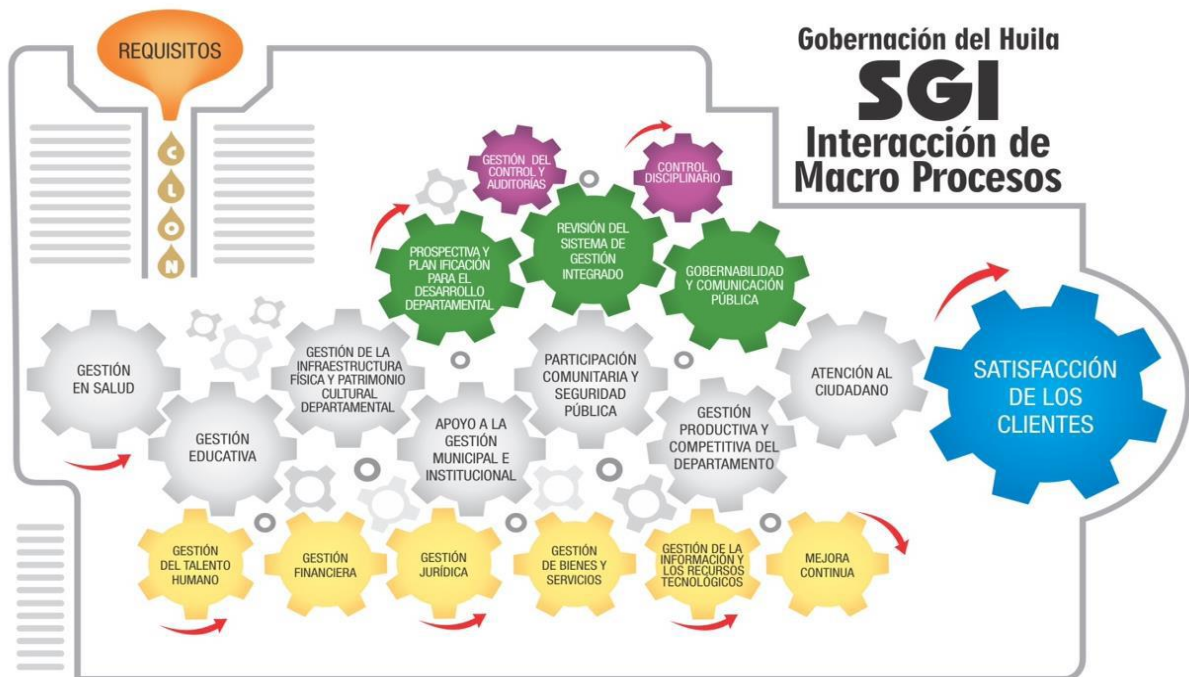 REQUISITOS
C
L
O
N
Gobernación del Huila
SGI
Interacción de
Macro Procesos
GESTIÓN DEL
CONTROL Y
AUDITORÍAS
CONTROL
DISCIPLINARIO
PROSPECTIVA Y
PLAN IFICACIÓN
PARA EL
DESARROLLO
DEPARTAMENTAL
REVISIÓN DEL
SISTEMA DE
GESTIÓN
INTEGRADO
GOBERNABILIDAD
Y COMUNICACIÓN
PÚBLICA
GESTIÓN
EN SALUD
GESTIÓN
EDUCATIVA
GESTIÓN DE LA
INFRAESTRUCTURA
FÍSICA Y PATRIMONIO
CULTURAL
DEPARTAMENTAL
APOYO A LA
GESTIÓN
MUNICIPAL E
INSTITUCIONAL
PARTICIPACIÓN
COMUNITARIA Y
SEGURIDAD
PÚBLICA
GESTIÓN
PRODUCTIVA Y
COMPETITIVA DEL
DEPARTAMENTO
ATENCIÓN AL
CIUDADANO
SATISFACCIÓN
DE LOS
CLIENTES
GESTIÓN
DEL TALENTO
HUMANO
GESTIÓN
FINANCIERA
GESTIÓN
JURÍDICA
GESTIÓN
DE BIENES Y
SERVICIOS
GESTIÓN DE LA
INFORMACIÓN Y
LOS RECURSOS
TECNOLÓGICOS
MEJORA
CONTINUA